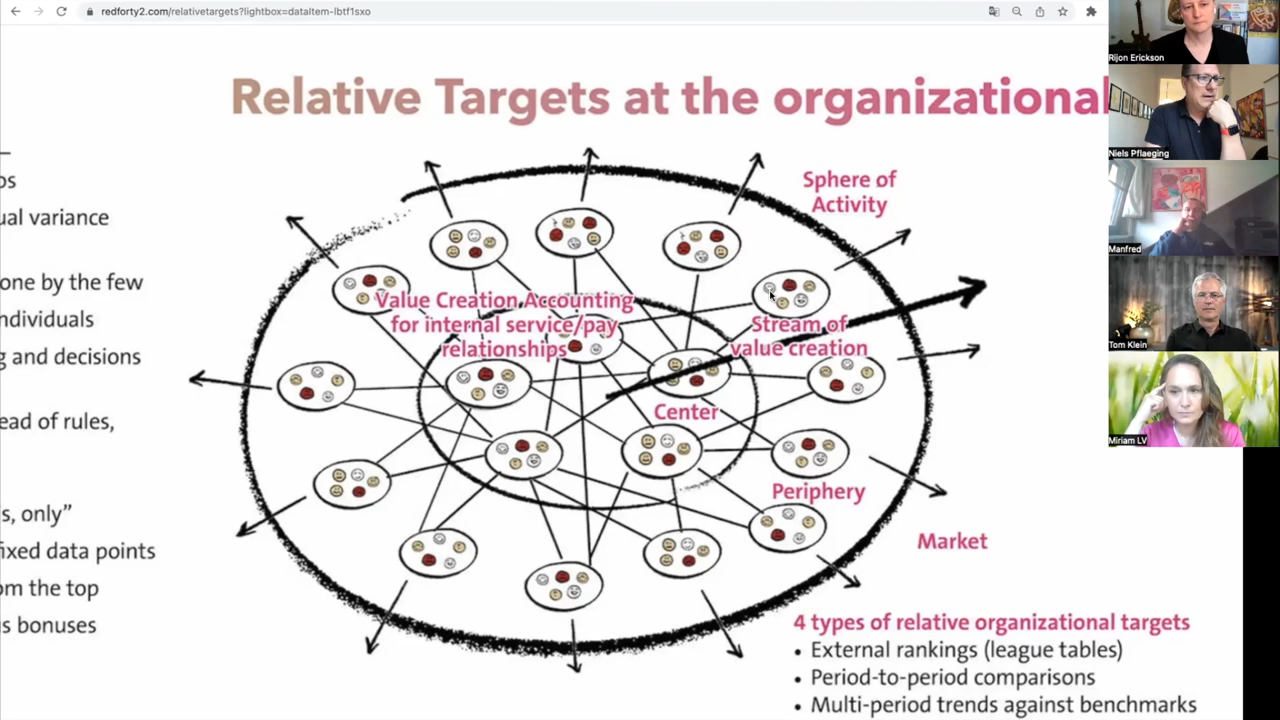 redforty2.com/relativetargets?lightbox=dataItem-lbtf1sxo
Relative Targets at the organizational
os
ual variance
one by the few
ndividuals
g and decisions
ead of rules,
s, only”
fixed data points
om the top
s bonuses
Sphere of
Activity
Value Creation Accounting
for internal service/pay
relationships
Stream of
value creation
Center
Periphery
Market
4 types of relative organizational targets
• External rankings (league tables)
• Period-to-period comparisons
• Multi-period trends against benchmarks
Rijon Erickson
Niels Pflaeging
Manfred
Tom Klein
Miriam LV